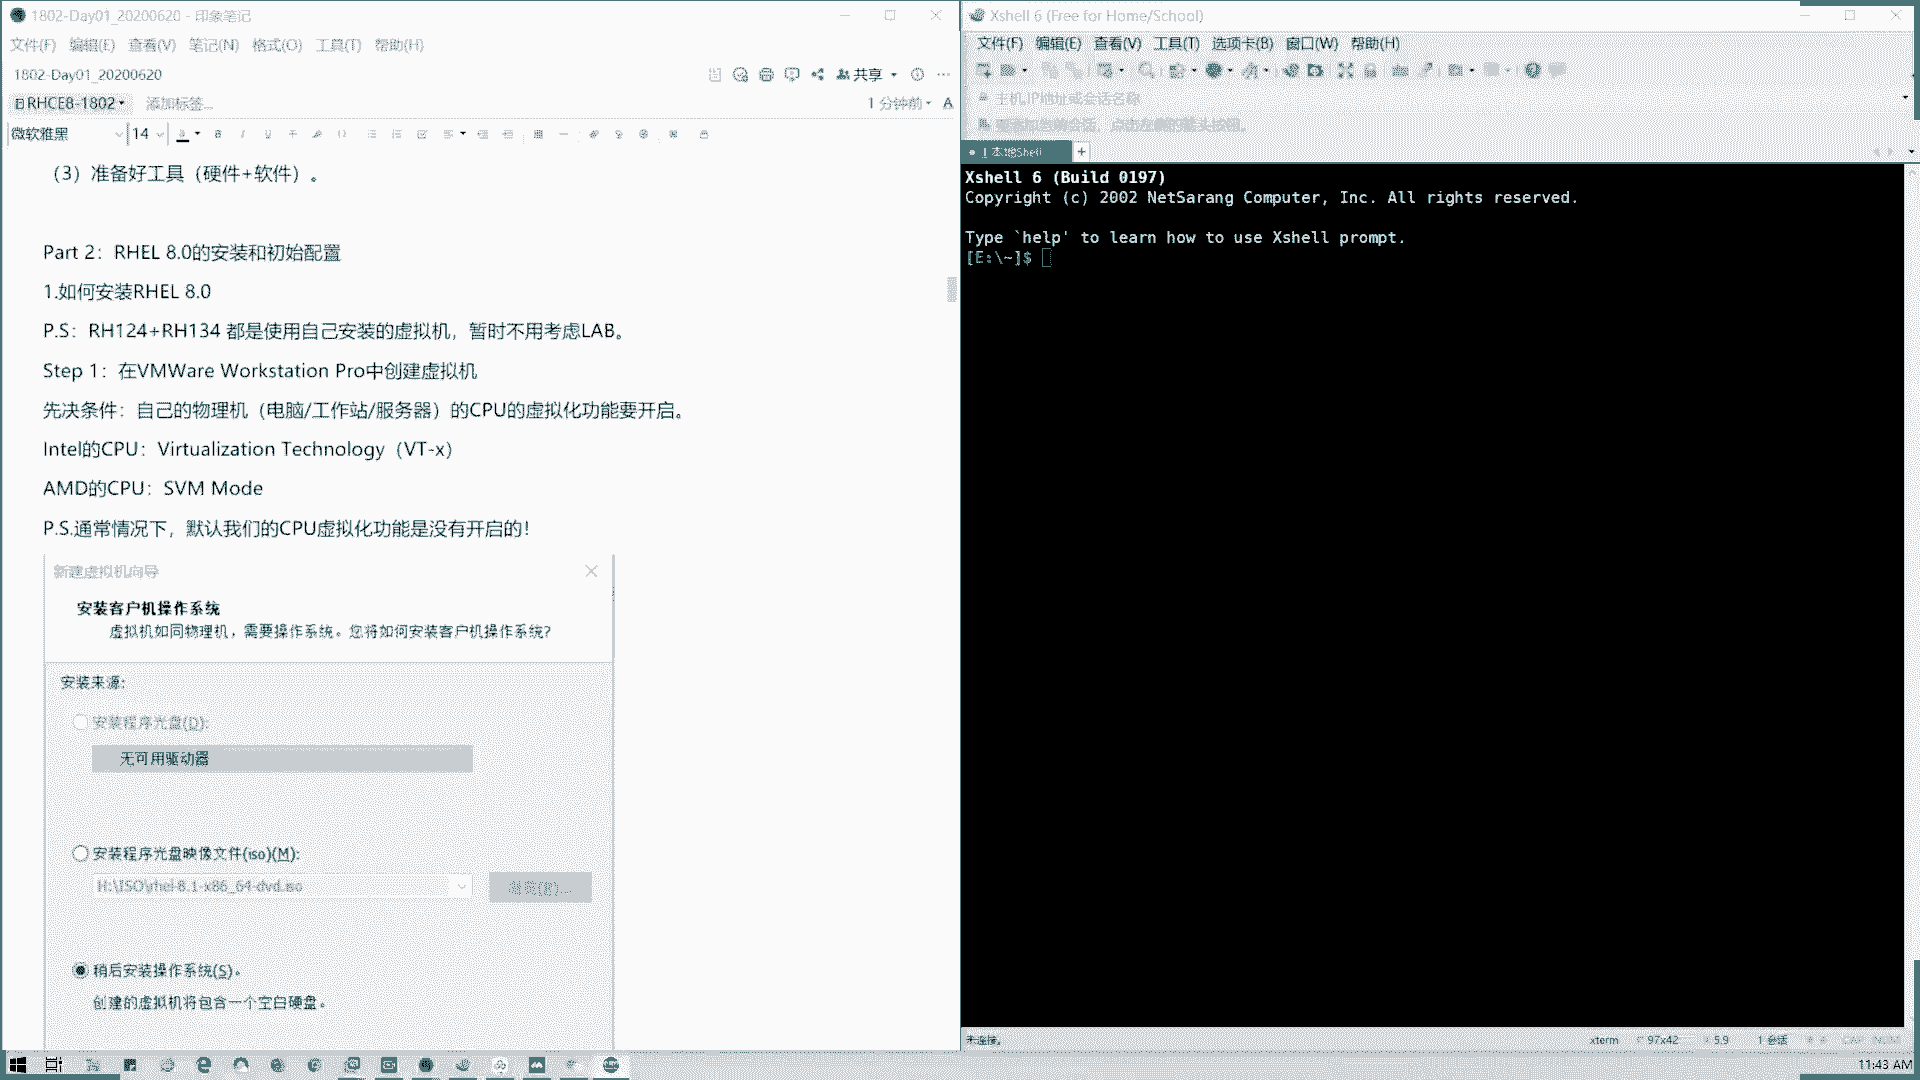 1802-Day01_20200620 - 印象笔记
文件(F) 编辑(E) 查看(V) 笔记(N) 格式(O) 工具(T) 帮助(H)
1802-Day01_20200620
共享
RHCE8-1802
添加标签...
1 分钟前
微软雅黑
14
（3）准备好工具（硬件+软件）。
Part 2：RHEL 8.0的安装和初始配置
1.如何安装RHEL 8.0
P.S：RH124+RH134 都是使用自己安装的虚拟机，暂时不用考虑LAB。
Step 1：在VMWare Workstation Pro中创建虚拟机
先决条件：自己的物理机（电脑/工作站/服务器）的CPU的虚拟化功能要开启。
Intel的CPU：Virtualization Technology（VT-x）
AMD的CPU：SVM Mode
P.S.通常情况下，默认我们的CPU虚拟化功能是没有开启的！
新建虚拟机向导
安装客户机操作系统
虚拟机如同物理机，需要操作系统。您将如何安装客户机操作系统?
安装来源:
安装程序光盘(D):
无可用驱动器
安装程序光盘映像文件(iso)(M):
H:\ISO\rhel-8.1-x86_64-dvd.iso
浏览(R)...
稍后安装操作系统(S)。
创建的虚拟机将包含一个空白硬盘。
Xshell 6 (Free for Home/School)
文件(F) 编辑(E) 查看(V) 工具(T) 选项卡(B) 窗口(W) 帮助(H)
主机,IP地址或会话名称
要添加当前会话，点击左侧的箭头按钮。
1 本地Shell
Xshell 6 (Build 0197)
Copyright (c) 2002 NetSarang Computer, Inc. All rights reserved.
Type `help' to learn how to use Xshell prompt.
[E:\~]$
未连接。
xterm
97x42
5,9
1 会话
CAP NUM
11:43 AM